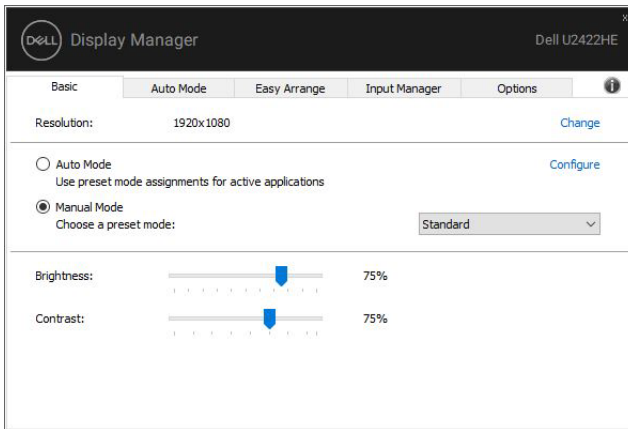 DELL Display Manager
Dell U2422HE
Basic Auto Mode Easy Arrange Input Manager Options
Resolution: 1920x1080 Change
Auto Mode Configure
Use preset mode assignments for active applications
Manual Mode
Choose a preset mode: Standard
Brightness: 75%
Contrast: 75%